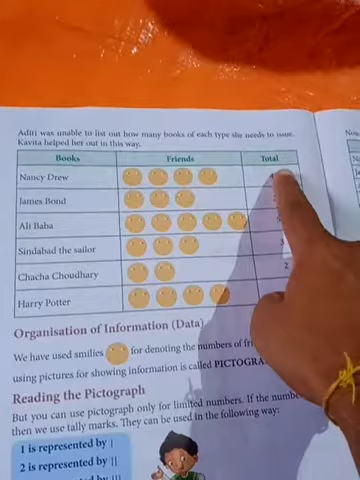 Aditi was unable to list out how many books of each type she needs to issue.
Kavita helped her out in this way.
Books Friends Total
Nancy Drew
James Bond
Ali Baba
Sindabad the sailor 3
Chacha Choudhary 2
Harry Potter
Organisation of Information (Data)
We have used smilies for denoting the numbers of
using pictures for showing information is called
Reading the Pictograph
But you can use pictograph only for limited numbers. If the
then we use tally marks. They can be used in the following way:
1 is represented by |
2 is represented by ||